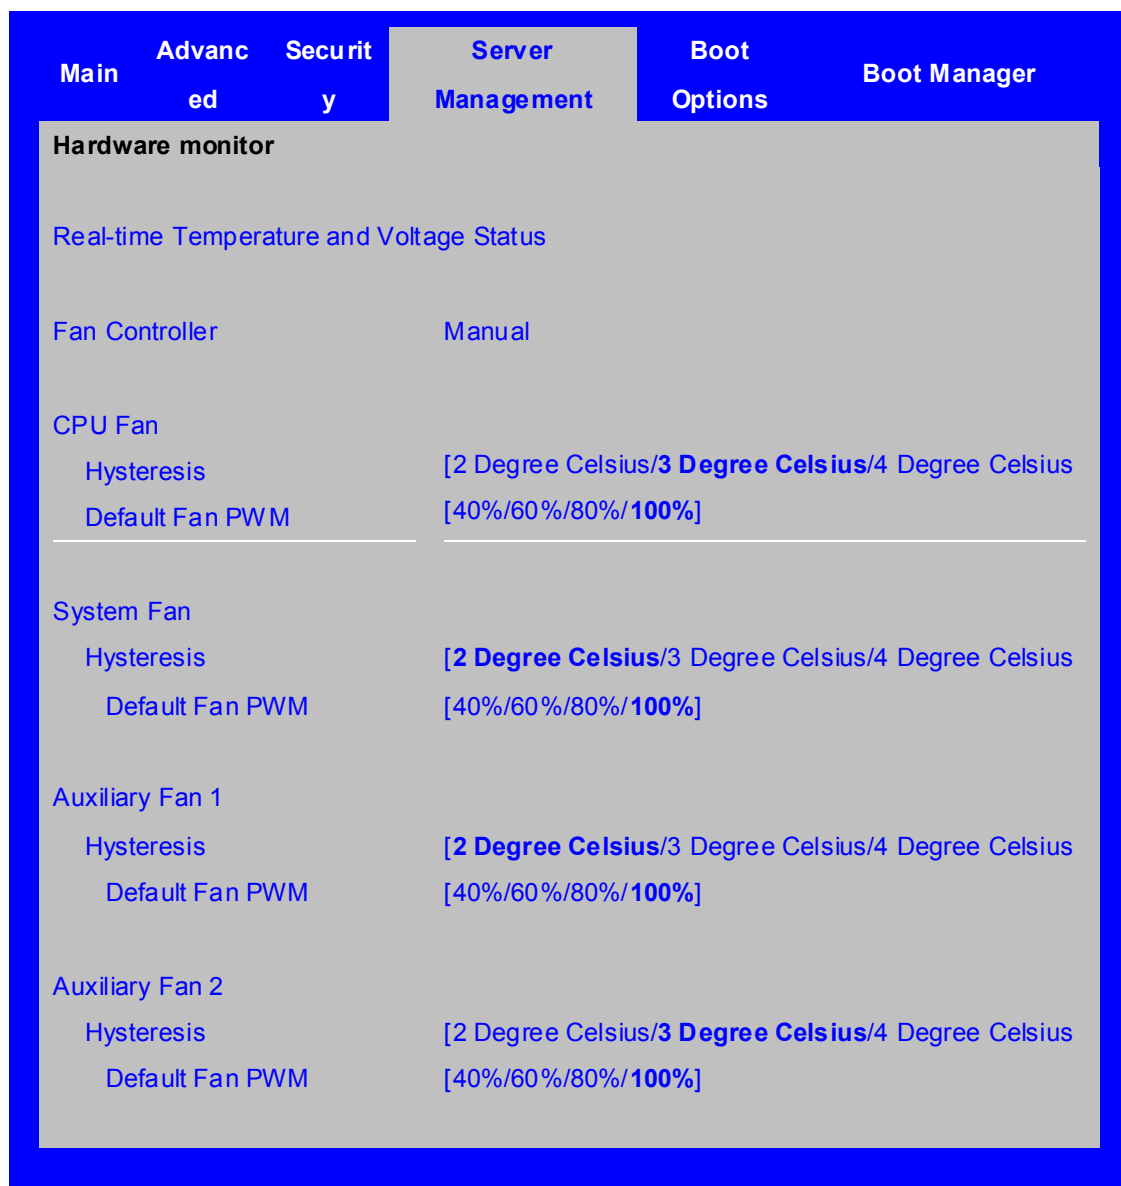 Main Advanc Securit Server Boot Boot Manager
ed y Management Options
Hardware monitor
Real-time Temperature and Voltage Status
Fan Controller Manual
CPU Fan
Hysteresis [2 Degree Celsius/3 Degree Celsius/4 Degree Celsius
Default Fan PWM [40%/60%/80%/100%]
System Fan
Hysteresis [2 Degree Celsius/3 Degree Celsius/4 Degree Celsius
Default Fan PWM [40%/60%/80%/100%]
Auxiliary Fan 1
Hysteresis [2 Degree Celsius/3 Degree Celsius/4 Degree Celsius
Default Fan PWM [40%/60%/80%/100%]
Auxiliary Fan 2
Hysteresis [2 Degree Celsius/3 Degree Celsius/4 Degree Celsius
Default Fan PWM [40%/60%/80%/100%]